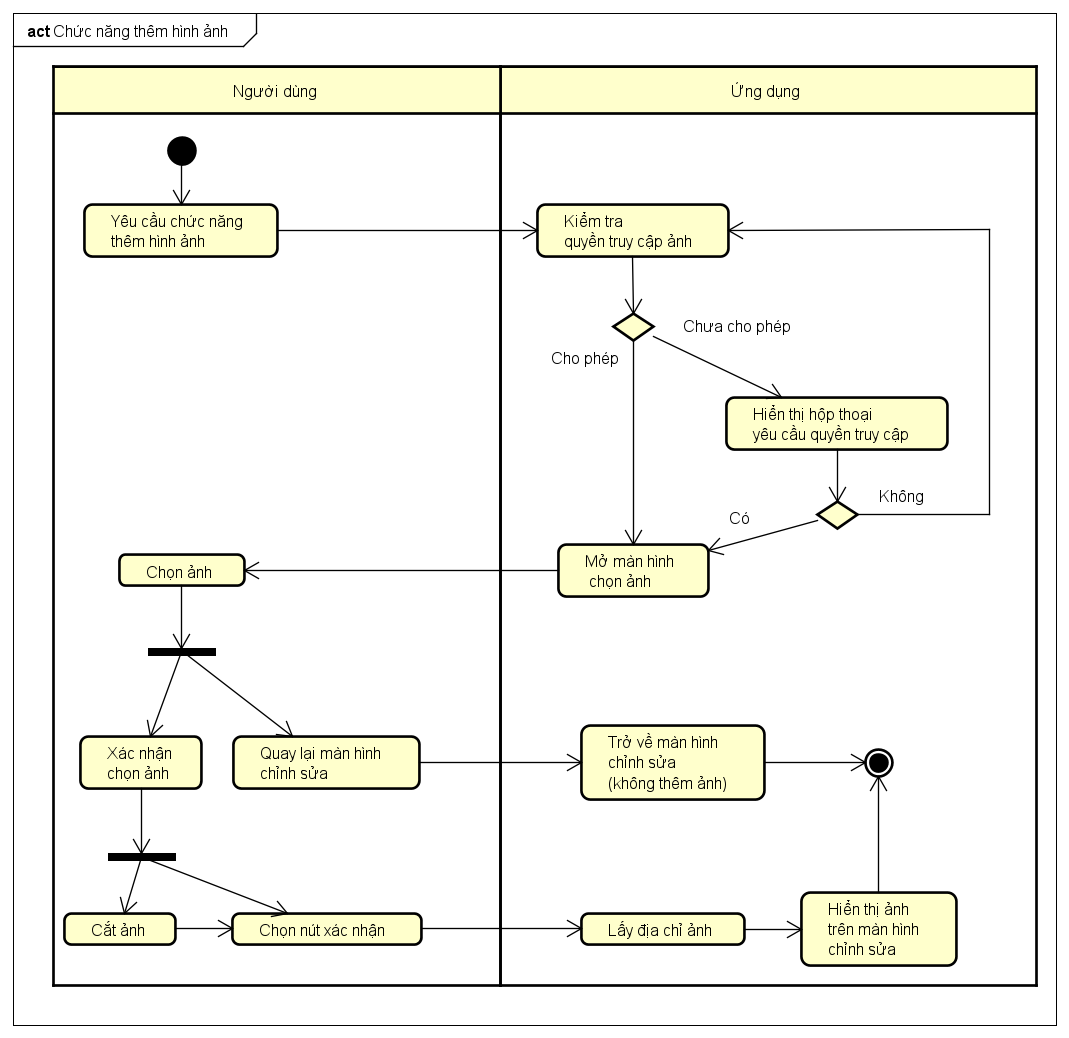 act Chức năng thêm hình ảnh
Người dùng
Ứng dụng
Yêu cầu chức năng
thêm hình ảnh
Kiểm tra
quyền truy cập ảnh
Chưa cho phép
Cho phép
Hiển thị hộp thoại
yêu cầu quyền truy cập
Không
Có
Mở màn hình
chọn ảnh
Chọn ảnh
Xác nhận
chọn ảnh
Quay lại màn hình
chỉnh sửa
Trở về màn hình
chỉnh sửa
(không thêm ảnh)
Cắt ảnh
Chọn nút xác nhận
Lấy địa chỉ ảnh
Hiển thị ảnh
trên màn hình
chỉnh sửa